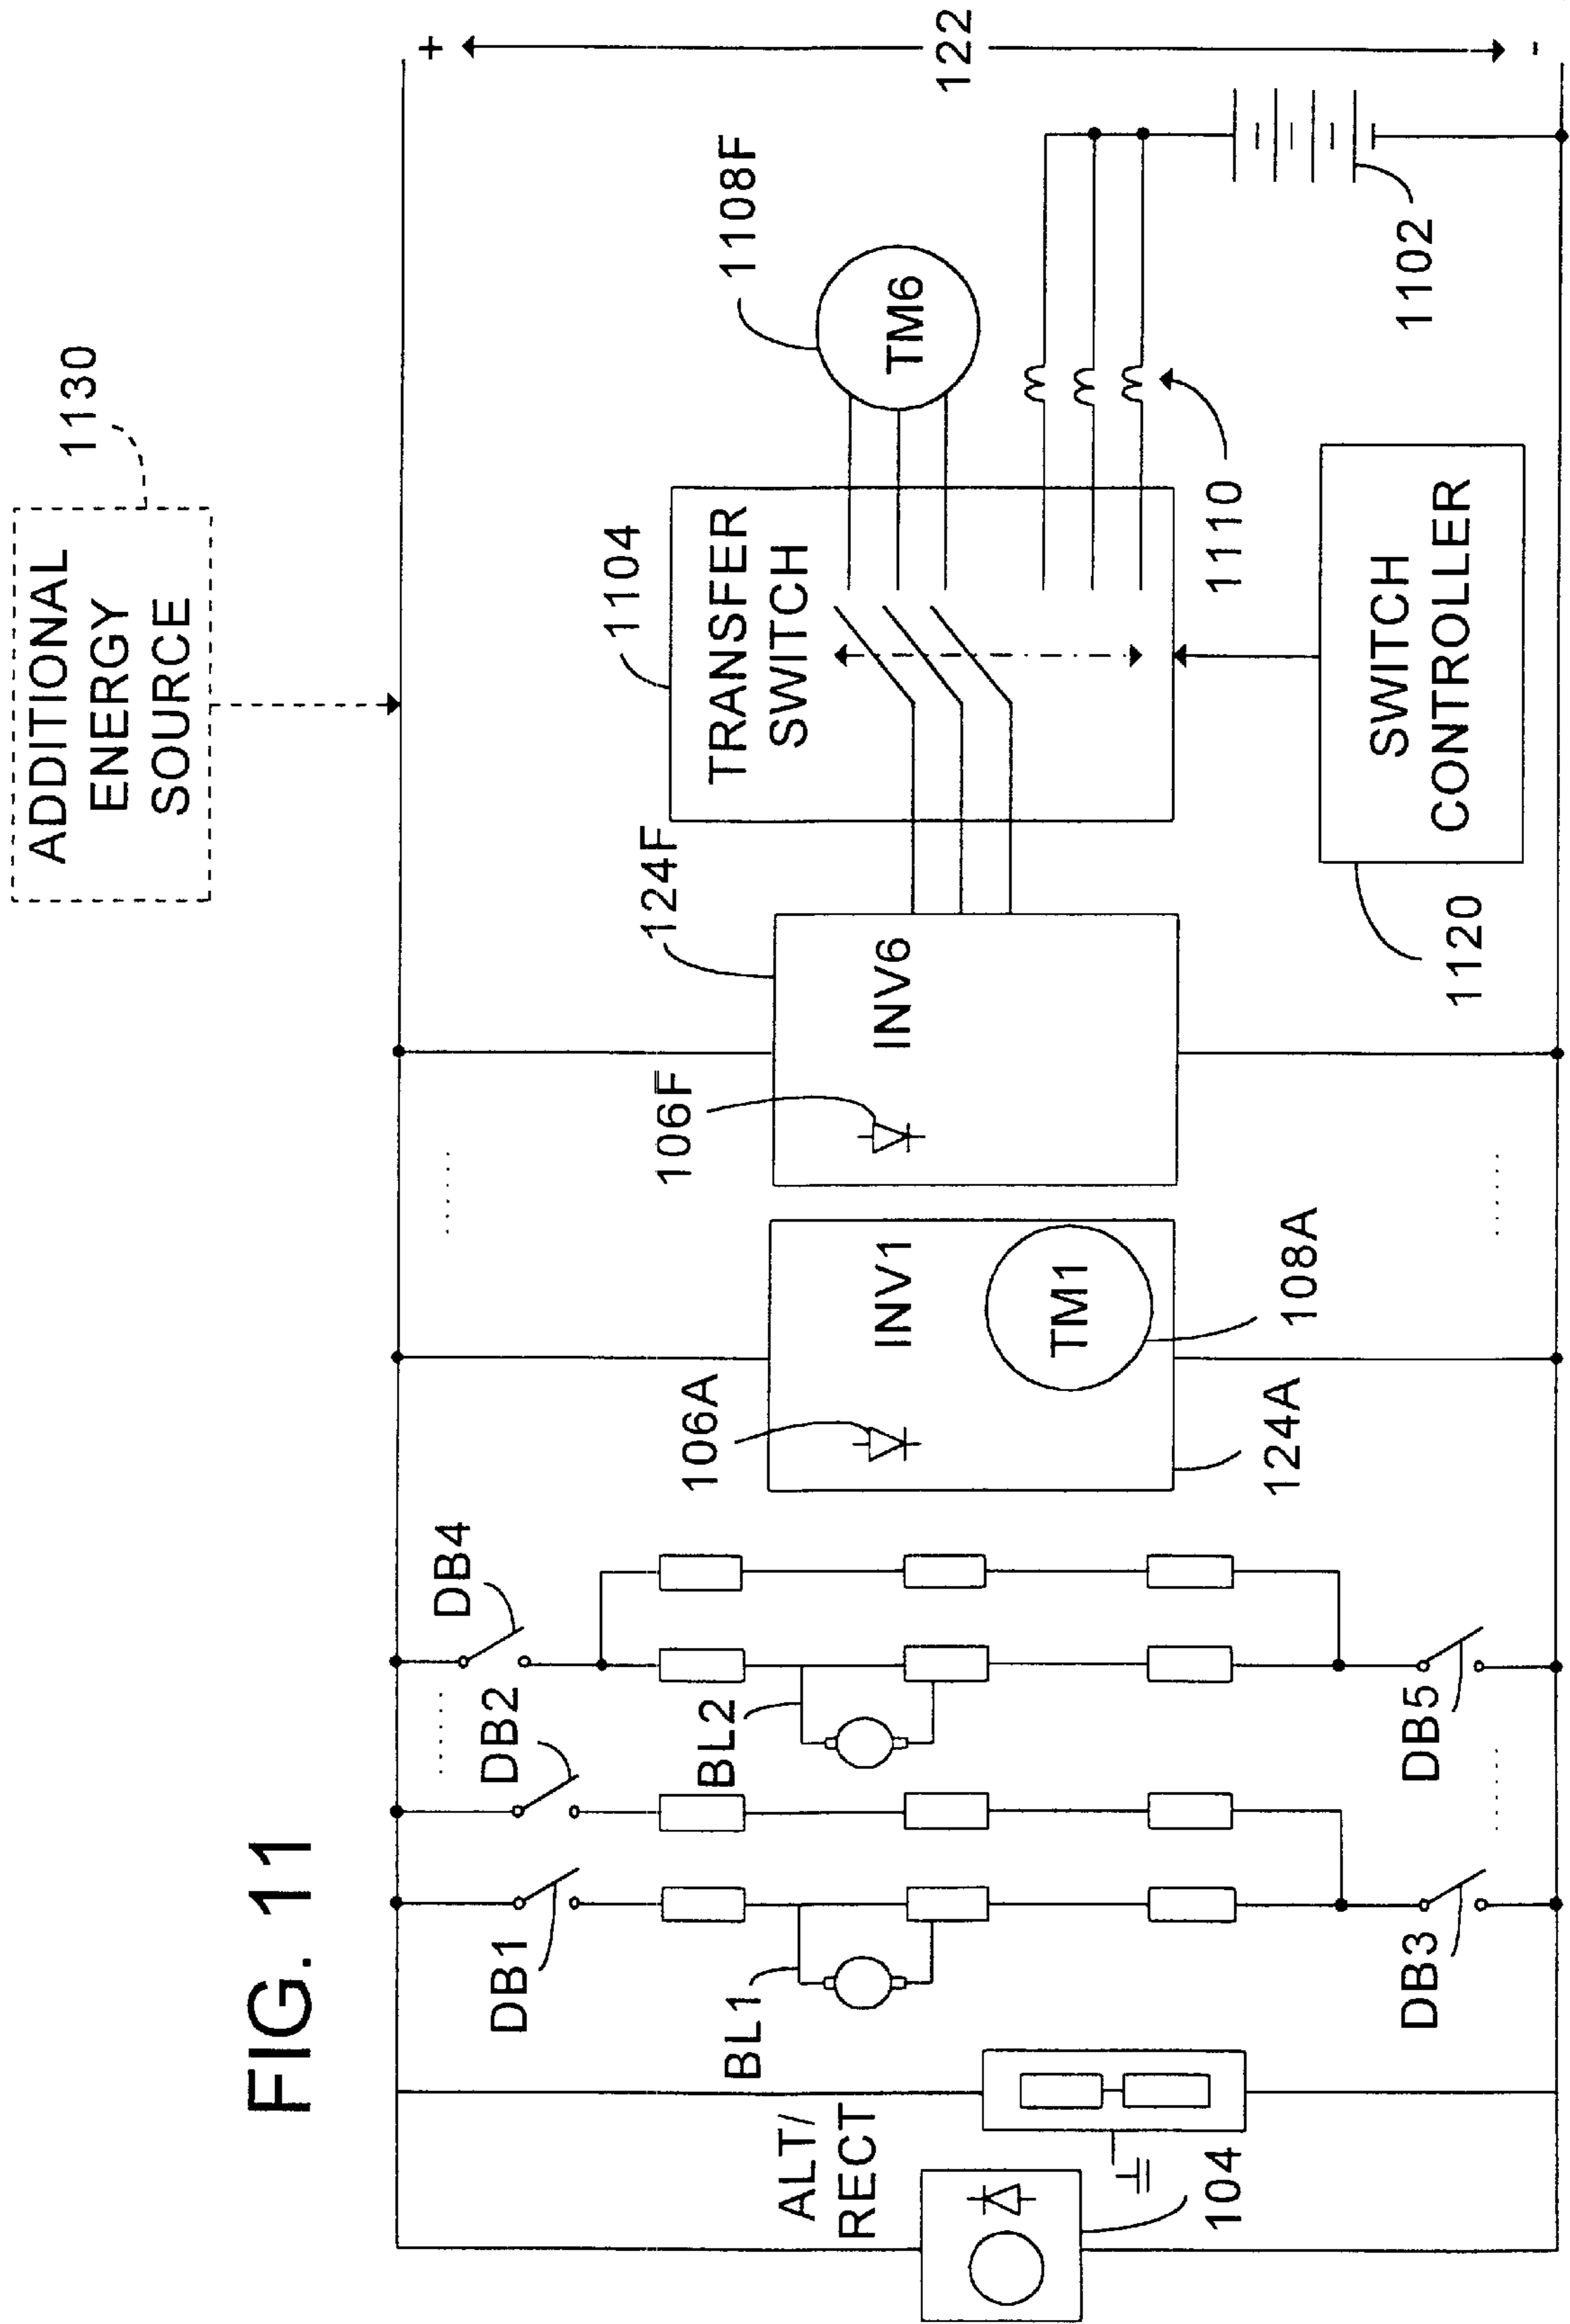 FIG. 11
ADDITIONAL
ENERGY
SOURCE
1130
+
122
-
DB1
DB2
DB4
BL1
BL2
DB3
DB5
ALT/
RECT
104
106A
INV1
TM1
108A
124A
106F
INV6
124F
1104
TRANSFER
SWITCH
TM6
1108F
1110
1102
SWITCH
CONTROLLER
1120